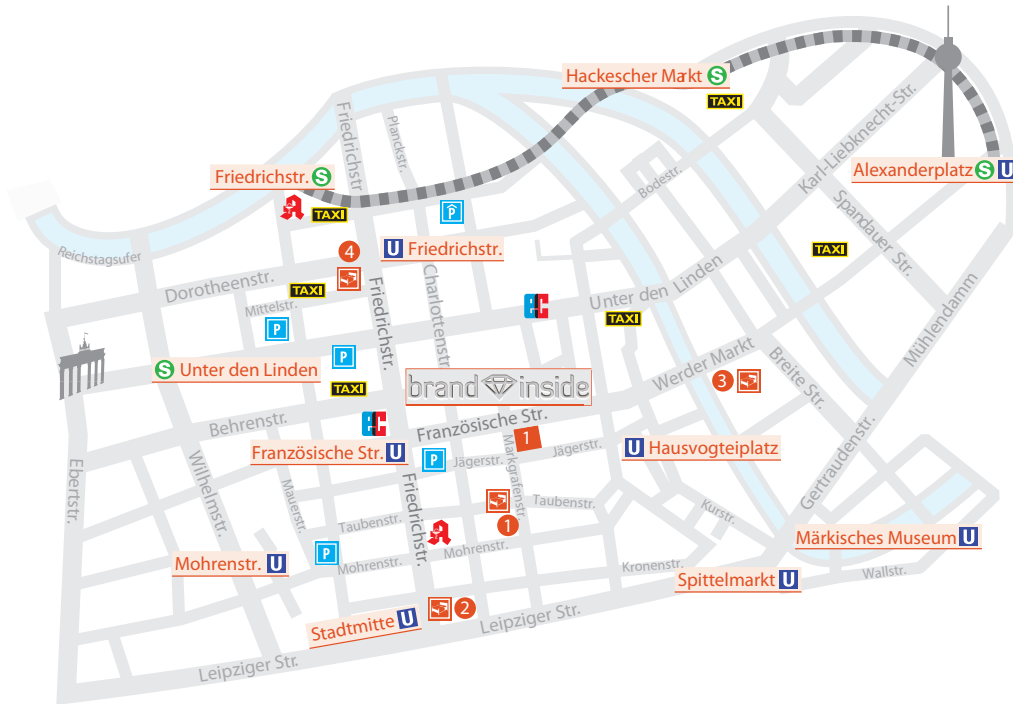 Hackescher Markt S
TAXI
Karl-Liebknecht-Str.
Friedrichstr.
Planckstr.
Alexanderplatz S U
Friedrichstr. S
Bodestr.
Spandauer Str.
TAXI
P
Reichstagsufer
4
U Friedrichstr.
TAXI
Dorotheenstr.
Mittelstr.
TAXI
Friedrichstr.
Charlottenstr.
Unter den Linden
TAXI
Mühlendamm
P
P
S Unter den Linden
TAXI
brand inside
Werder Markt
3
Breite Str.
Behrenstr.
Französische Str.
1
Französische Str. U
P
Jägerstr.
Markgrafenstr.
Jägerstr.
U Hausvogteiplatz
Gertraudenstr.
Ebertstr.
Wilhelmstr.
Mauerstr.
Friedrichstr.
Taubenstr.
Taubenstr.
1
Kurstr.
Märkisches Museum U
Mohrenstr. U
P
Mohrenstr.
Mohrenstr.
Kronenstr.
Spittelmarkt U
Wallstr.
Stadtmitte U
2
Leipziger Str.
Leipziger Str.